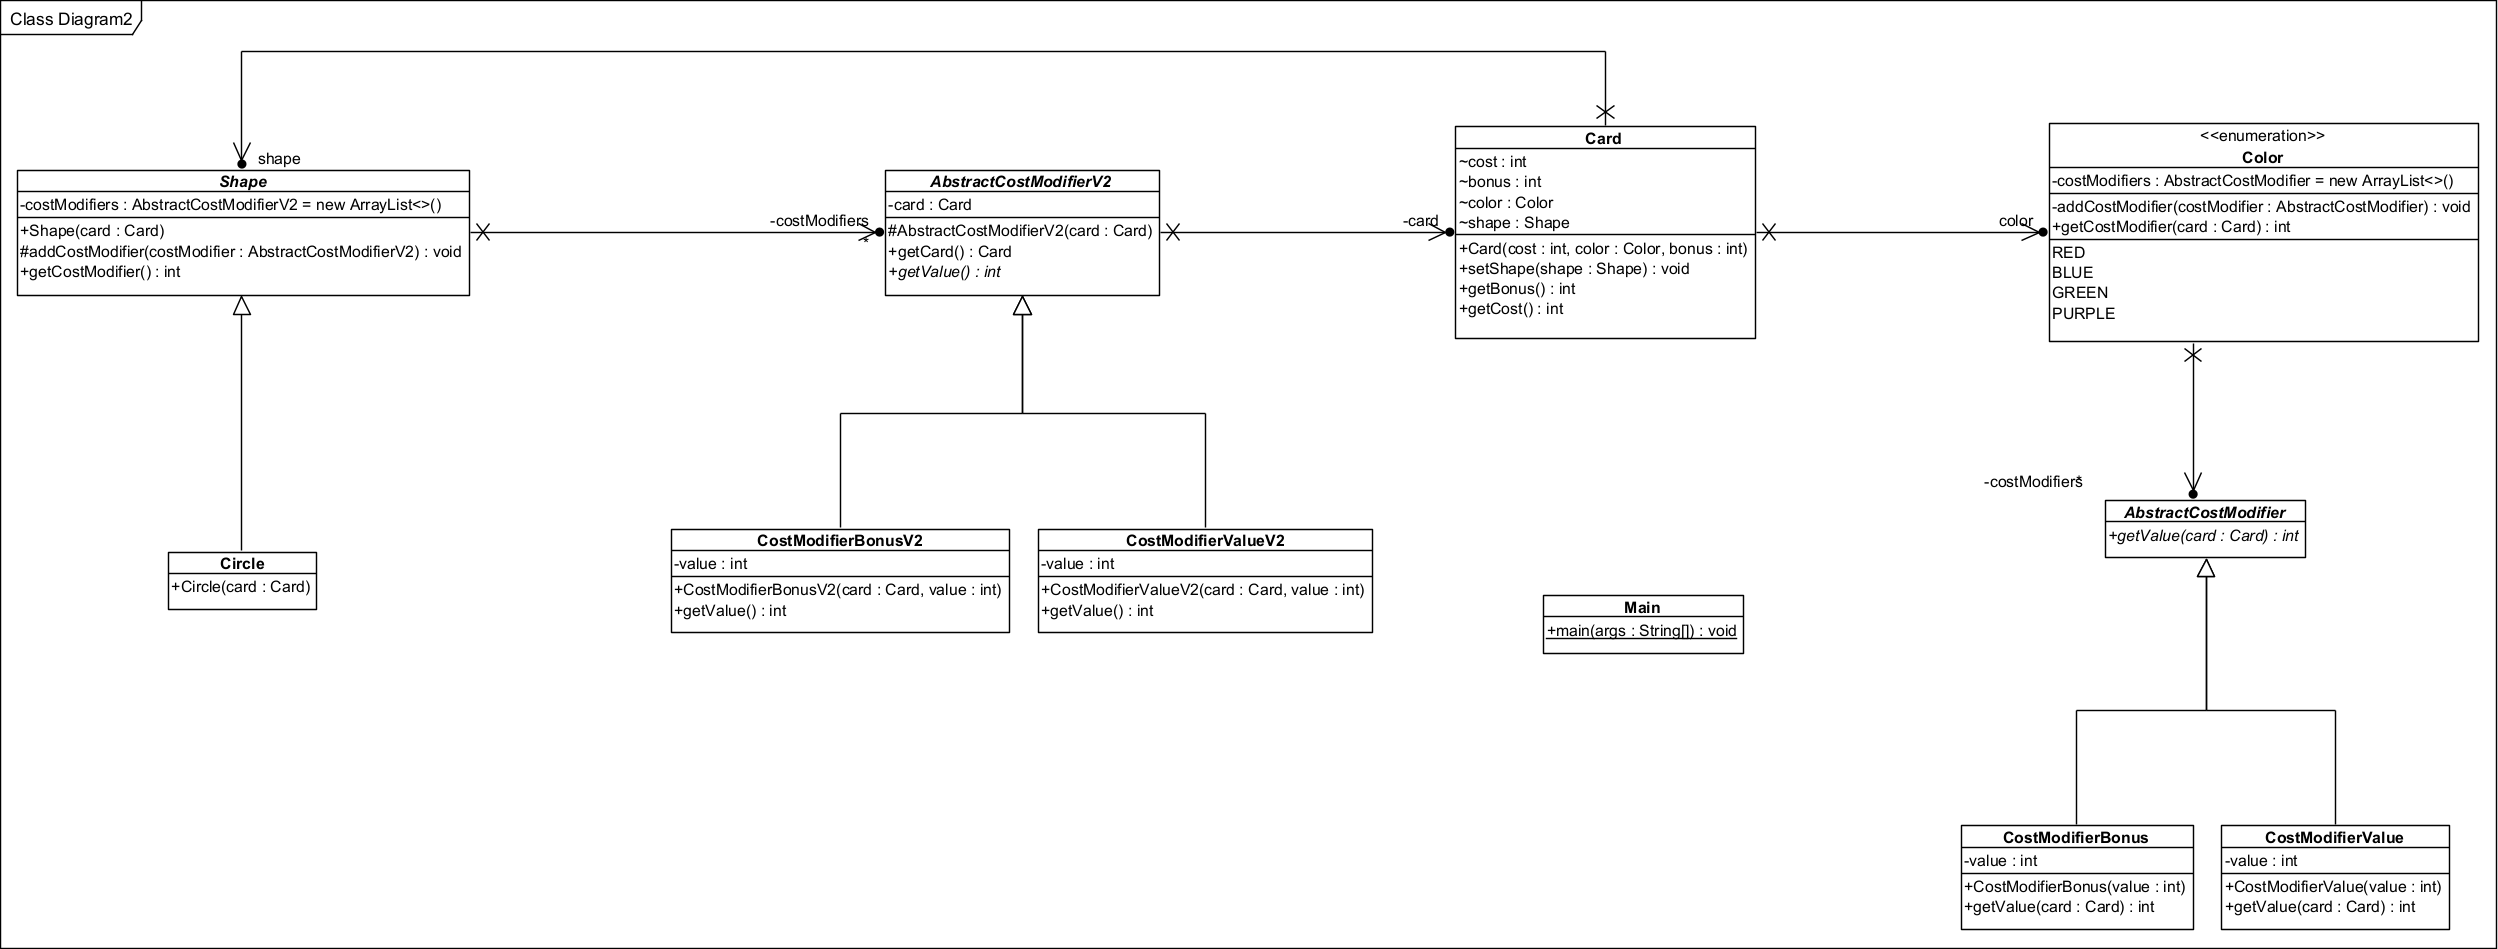 Class Diagram2
shape
Shape
-costModifiers : AbstractCostModifierV2 = new ArrayList<>()
+Shape(card : Card)
#addCostModifier(costModifier : AbstractCostModifierV2) : void
+getCostModifier() : int
-costModifiers
*
AbstractCostModifierV2
-card : Card
#AbstractCostModifierV2(card : Card)
+getCard() : Card
+getValue() : int
-card
Card
~cost : int
~bonus : int
~color : Color
~shape : Shape
+Card(cost : int, color : Color, bonus : int)
+setShape(shape : Shape) : void
+getBonus() : int
+getCost() : int
color
<<enumeration>>
Color
-costModifiers : AbstractCostModifier = new ArrayList<>()
-addCostModifier(costModifier : AbstractCostModifier) : void
+getCostModifier(card : Card) : int
RED
BLUE
GREEN
PURPLE
-costModifiers
*
AbstractCostModifier
+getValue(card : Card) : int
Circle
+Circle(card : Card)
CostModifierBonusV2
-value : int
+CostModifierBonusV2(card : Card, value : int)
+getValue() : int
CostModifierValueV2
-value : int
+CostModifierValueV2(card : Card, value : int)
+getValue() : int
Main
+main(args : String[]) : void
CostModifierBonus
-value : int
+CostModifierBonus(value : int)
+getValue(card : Card) : int
CostModifierValue
-value : int
+CostModifierValue(value : int)
+getValue(card : Card) : int